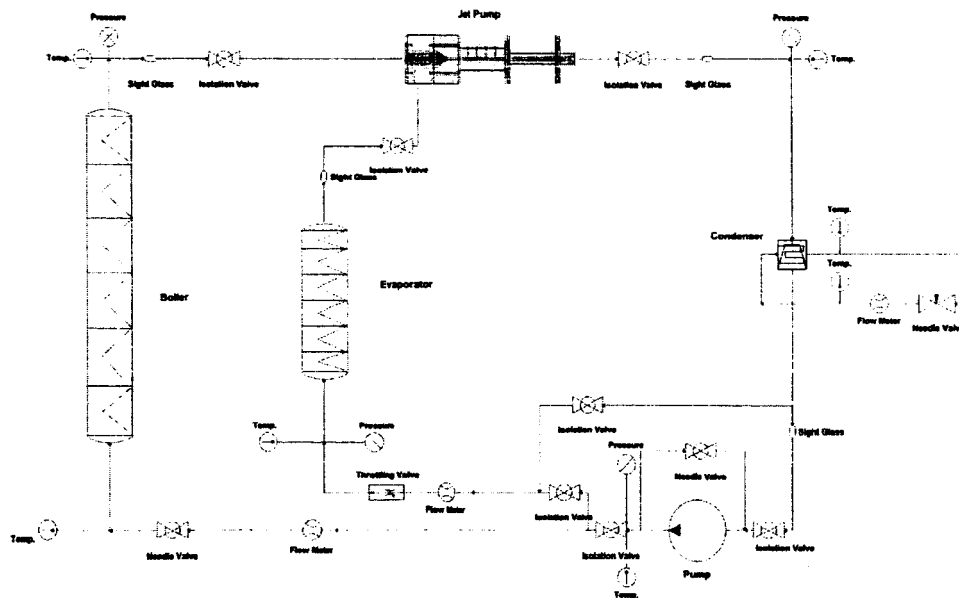 Jet Pump
Pressure
Pressure
Temp.
Temp.
Sight Glass
Isolation Valve
Isolation Valve
Sight Glass
Isolation Valve
Sight Glass
Temp.
Condenser
Temp.
Evaporator
Boiler
Flow Meter
Needle Valve
Temp.
Pressure
Isolation Valve
Sight Glass
Pressure
Throttling Valve
Needle Valve
Flow Meter
Isolation Valve
Temp.
Needle Valve
Flow Meter
Isolation Valve
Isolation Valve
Pump
Temp.